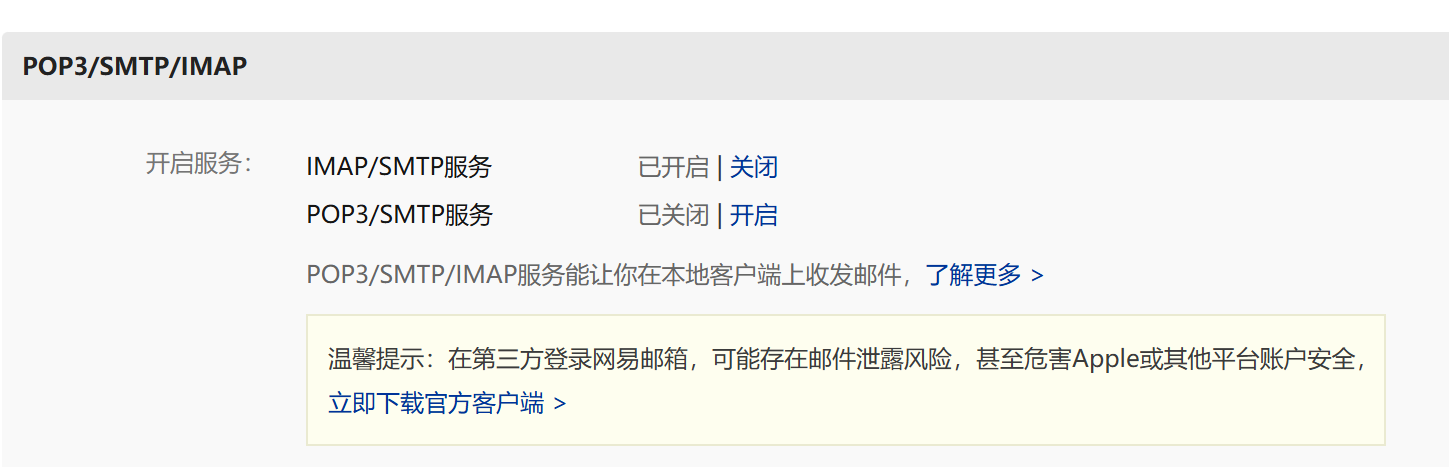 POP3/SMTP/IMAP
开启服务： IMAP/SMTP服务 已开启 | 关闭
POP3/SMTP服务 已关闭 | 开启
POP3/SMTP/IMAP服务能让你在本地客户端上收发邮件，了解更多 >
温馨提示：在第三方登录网易邮箱，可能存在邮件泄露风险，甚至危害Apple或其他平台账户安全，
立即下载官方客户端 >